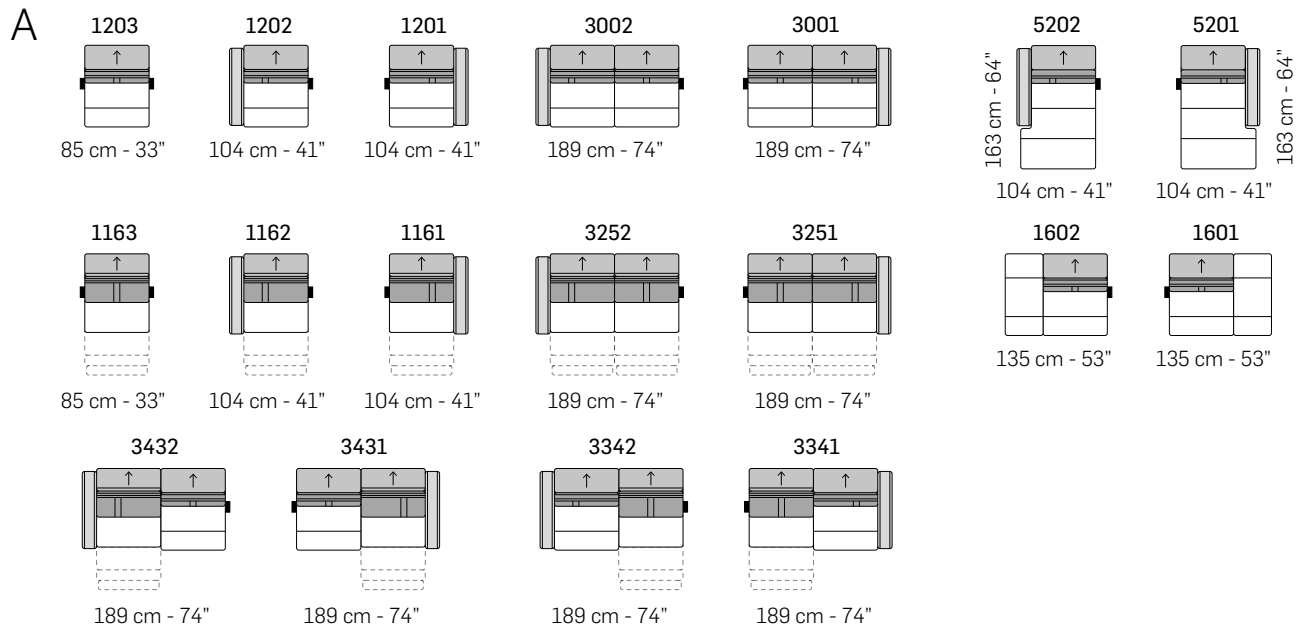 A
1203 1202 1201 3002 3001 5202 5201
163 cm - 64” 163 cm - 64”
85 cm - 33” 104 cm - 41” 104 cm - 41” 189 cm - 74” 189 cm - 74”
104 cm - 41” 104 cm - 41”
1163 1162 1161 3252 3251 1602 1601
135 cm - 53” 135 cm - 53”
85 cm - 33” 104 cm - 41” 104 cm - 41” 189 cm - 74” 189 cm - 74”
3432 3431 3342 3341
189 cm - 74” 189 cm - 74” 189 cm - 74” 189 cm - 74”